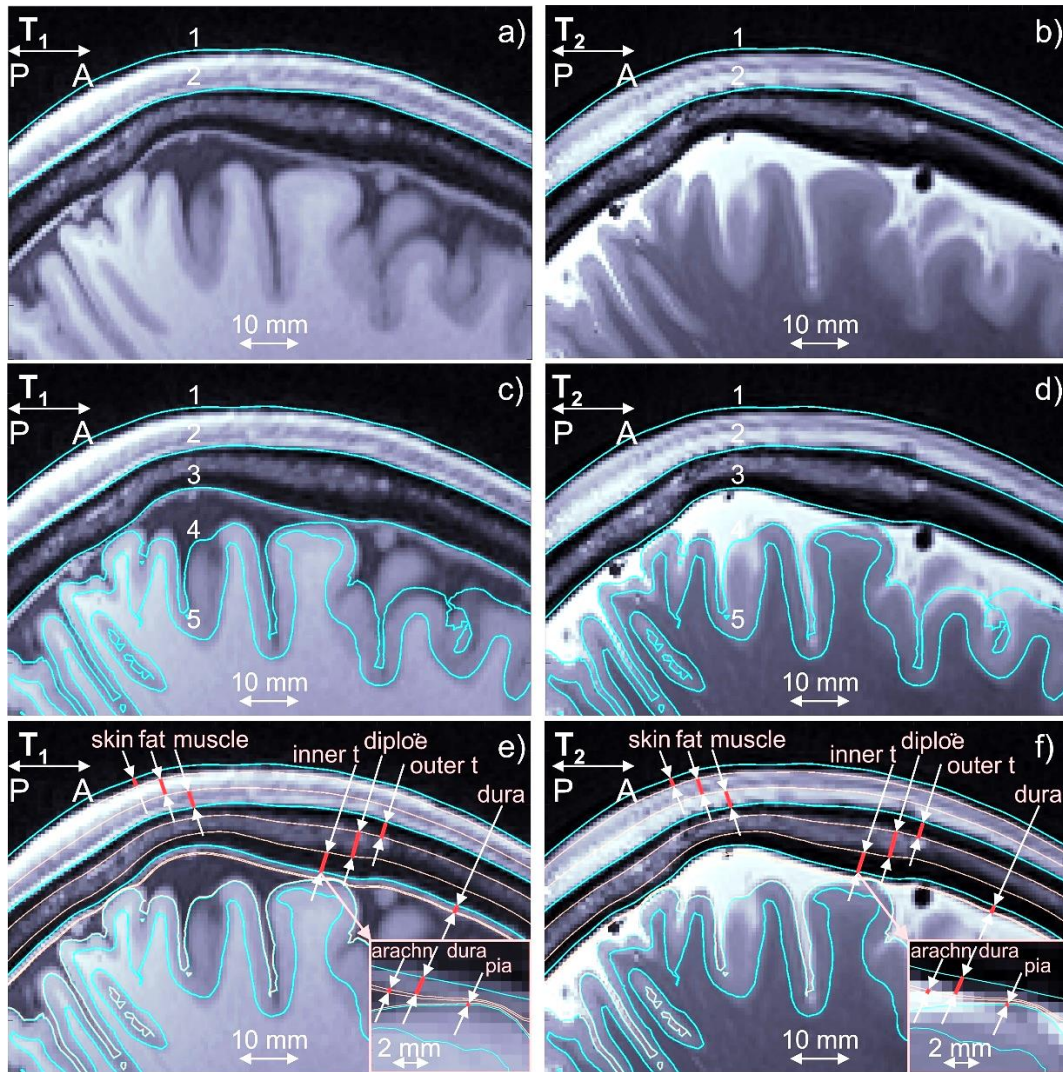 T1 a)
P A
1
2
10 mm
T2 b)
P A
1
2
10 mm
T1 c)
P A
1
2
3
4
5
10 mm
T2 d)
P A
1
2
3
4
5
10 mm
T1 e)
P A
skin fat muscle
inner t
diploë
outer t
dura
arachn dura
pia
10 mm
2 mm
T2 f)
P A
skin fat muscle
inner t
diploë
outer t
dura
arachn dura
pia
10 mm
2 mm